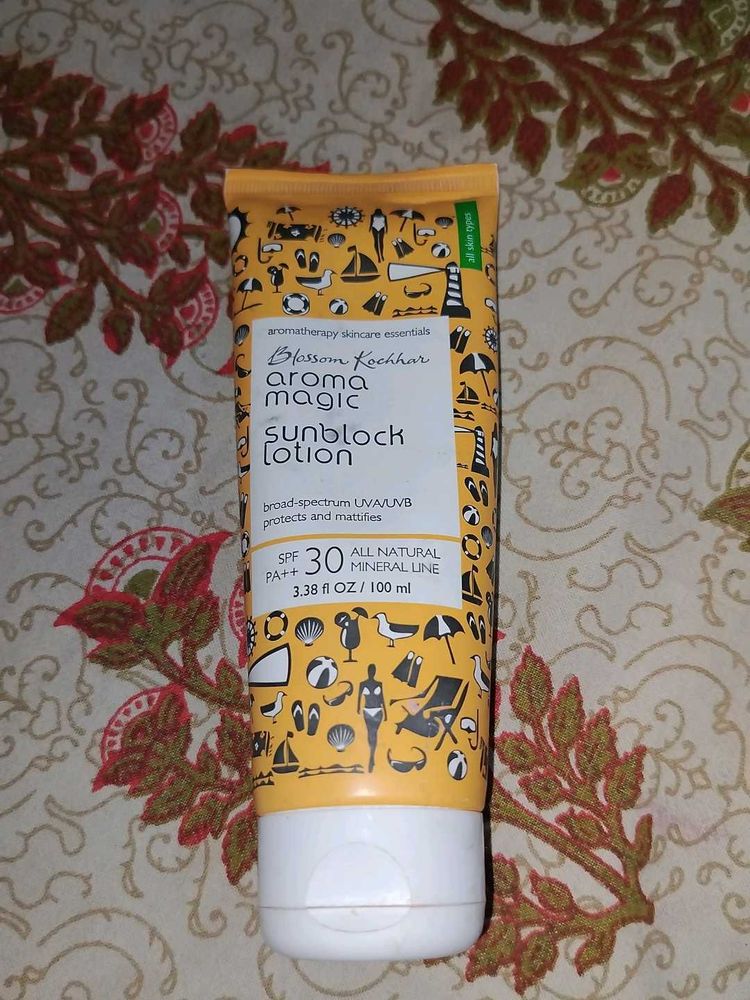 all skin types
aromatherapy skincare essentials
Blossom Kochhar
aroma
magic
sunblock
lotion
broad-spectrum UVA/UVB
protects and mattifies
SPF 30 ALL NATURAL
PA++ MINERAL LINE
3.38 fl OZ / 100 ml